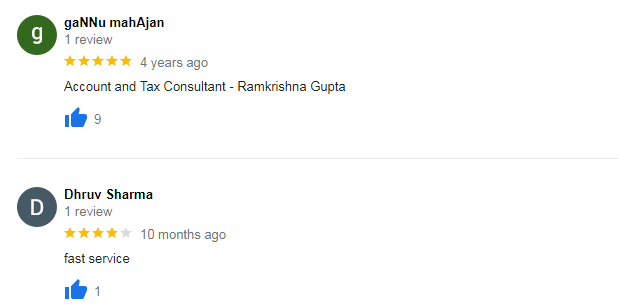 g
gaNNu mahAjan
1 review
4 years ago
Account and Tax Consultant - Ramkrishna Gupta
9
D
Dhruv Sharma
1 review
10 months ago
fast service
1